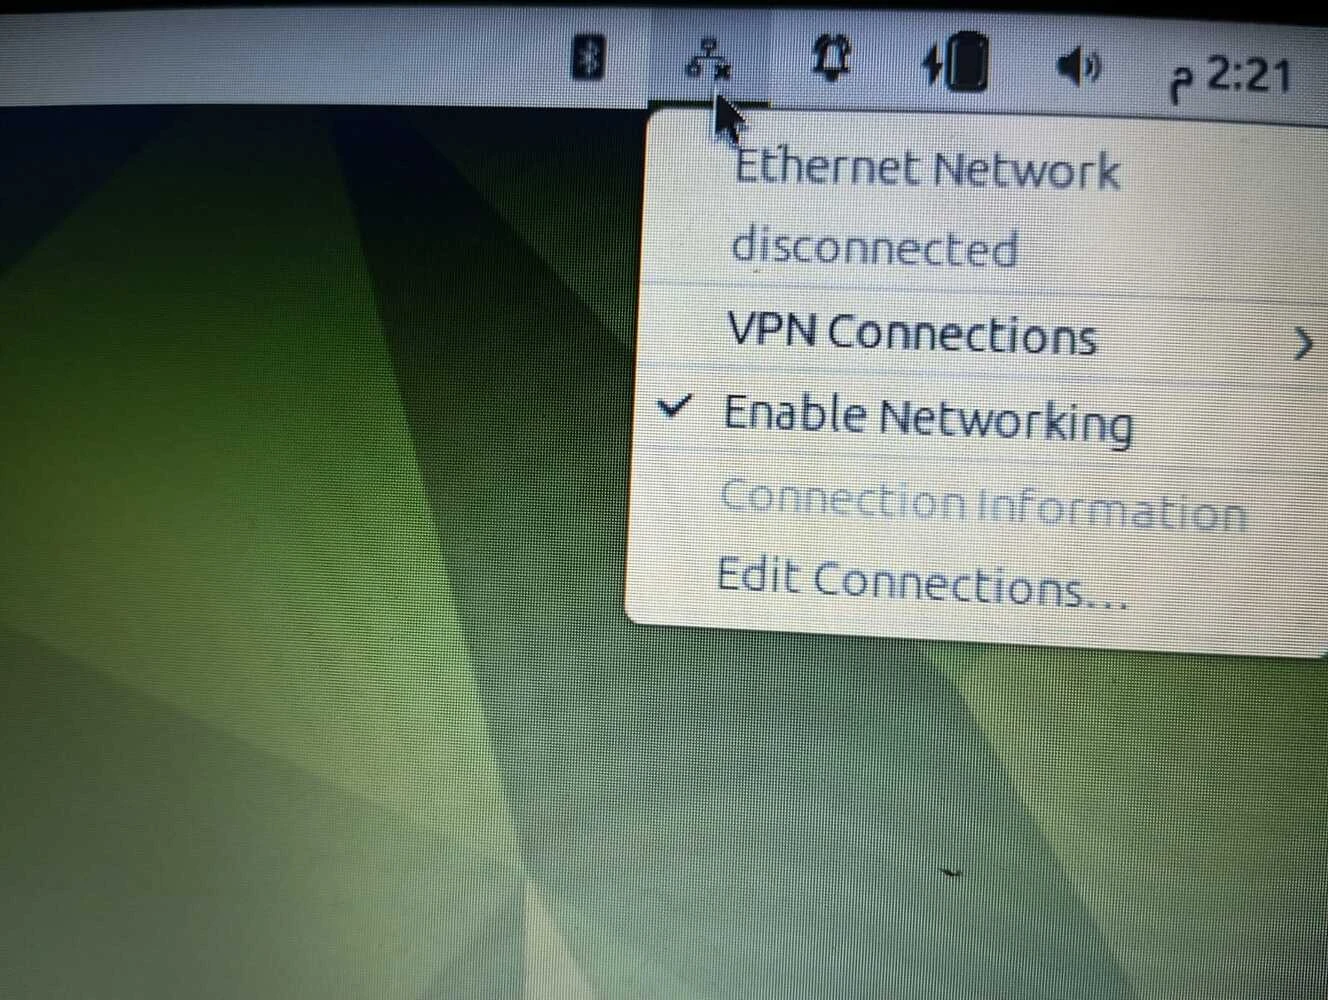 م 2:21
Ethernet Network
disconnected
VPN Connections
Enable Networking
Connection Information
Edit Connections...